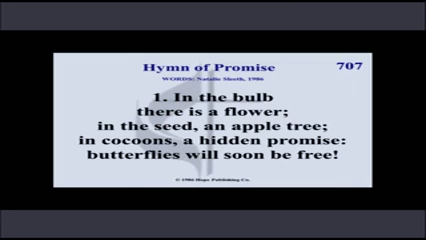 Hymn of Promise
707
WORDS: Natalie Sleeth, 1986
1. In the bulb
there is a flower;
in the seed, an apple tree;
in cocoons, a hidden promise:
butterflies will soon be free!
© 1986 Hope Publishing Co.